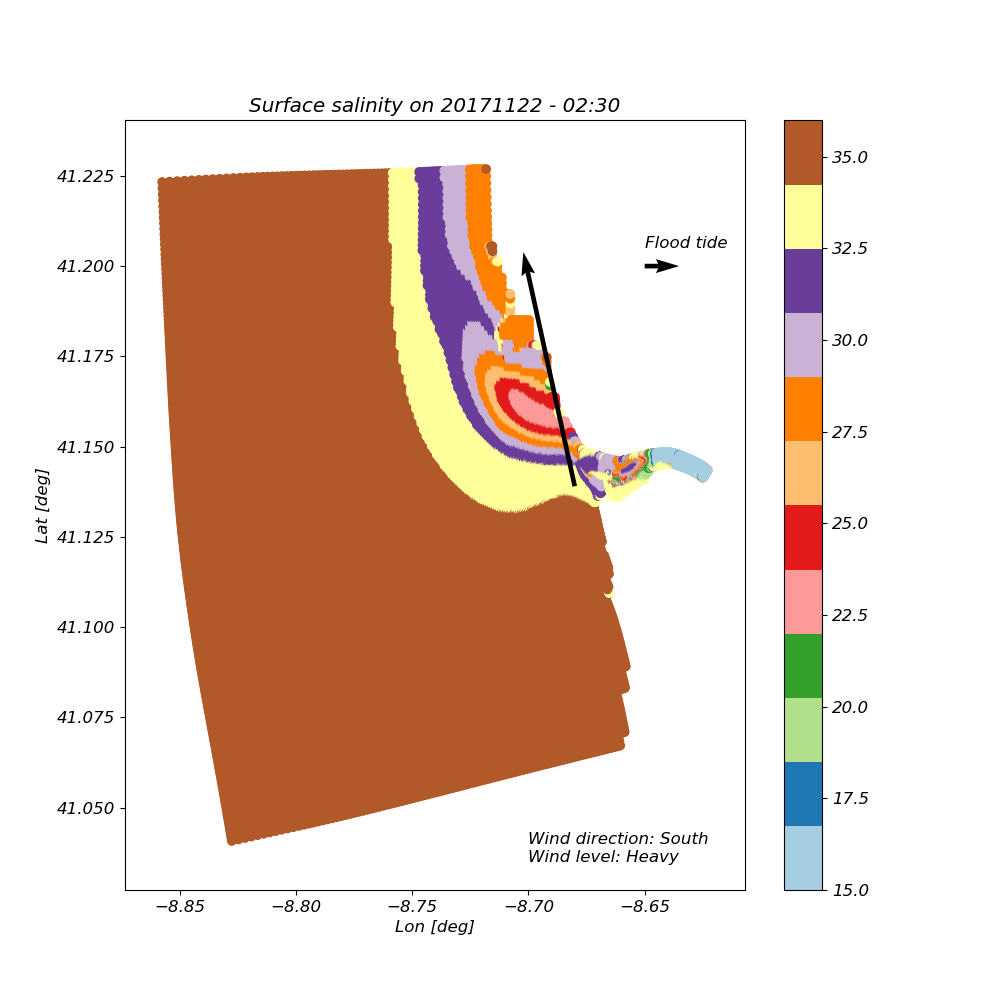 Surface salinity on 20171122 - 02:30
41.225
41.200
41.175
41.150
41.125
41.100
41.075
41.050
Lat [deg]
Flood tide
Wind direction: South
Wind level: Heavy
−8.85 −8.80 −8.75 −8.70 −8.65
Lon [deg]
35.0
32.5
30.0
27.5
25.0
22.5
20.0
17.5
15.0